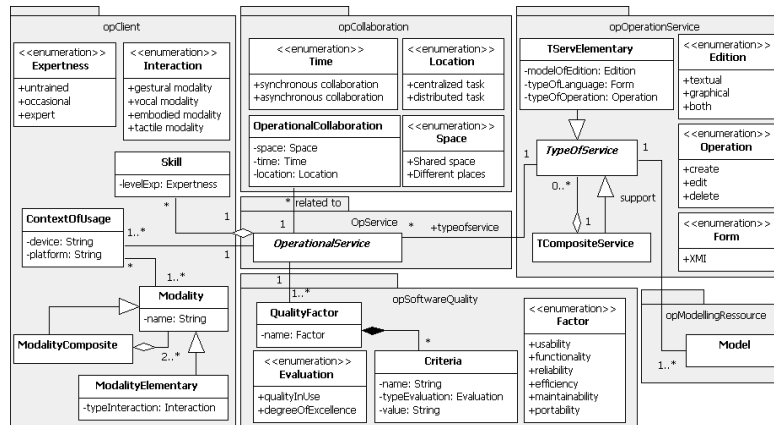 opClient
<<enumeration>>
Expertness
+untrained
+occasional
+expert
<<enumeration>>
Interaction
+gestural modality
+vocal modality
+embodied modality
+tactile modality
Skill
-levelExp: Expertness
*
1
ContextOfUsage
-device: String
-platform: String
1..*
1
*
1..*
Modality
-name: String
ModalityComposite
2..*
ModalityElementary
-typeInteraction: Interaction
opCollaboration
<<enumeration>>
Time
+synchronous collaboration
+asynchronous collaboration
<<enumeration>>
Location
+centralized task
+distributed task
OperationalCollaboration
-space: Space
-time: Time
-location: Location
<<enumeration>>
Space
+Shared space
+Different places
* related to
1
OpService
OperationalService
* +typeofservice
1
1..*
opSoftwareQuality
QualityFactor
-name: Factor
*
<<enumeration>>
Evaluation
+qualityInUse
+degreeOfExcellence
Criteria
-name: String
-typeEvaluation: Evaluation
-value: String
<<enumeration>>
Factor
+usability
+functionality
+reliability
+efficiency
+maintainability
+portability
opOperationService
TServElementary
-modelOfEdition: Edition
-typeOfLanguage: Form
-typeOfOperation: Operation
<<enumeration>>
Edition
+textual
+graphical
+both
1
TypeOfService
1
0..*
support
1
TCompositeService
<<enumeration>>
Operation
+create
+edit
+delete
<<enumeration>>
Form
+XMI
opModellingRessource
Model
1..*